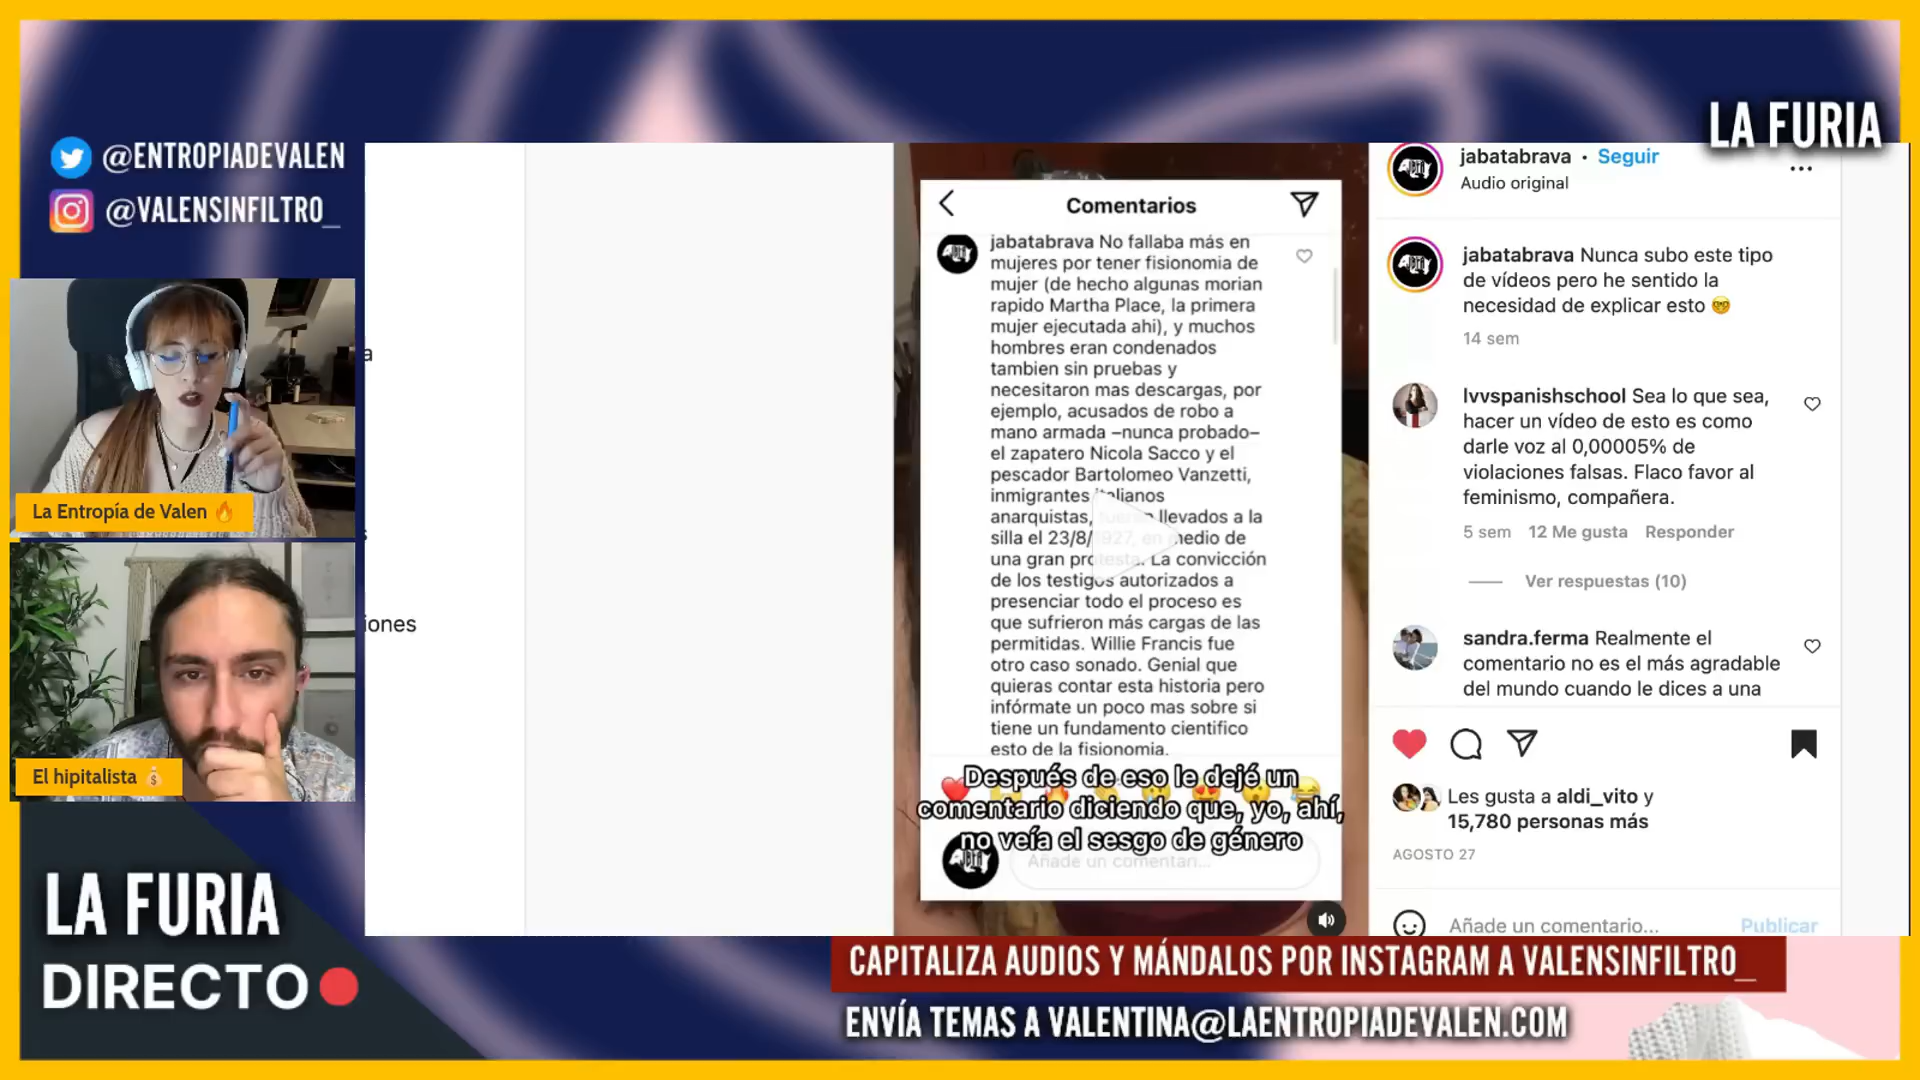 LA FURIA
@ENTROPIADEVALEN
@VALENSINFILTRO_
La Entropía de Valen
El hipitalista
LA FURIA
DIRECTO
a
s
iones
Comentarios
jabatabrava No fallaba más en
mujeres por tener fisionomia de
mujer (de hecho algunas morian
rapido Martha Place, la primera
mujer ejecutada ahi), y muchos
hombres eran condenados
tambien sin pruebas y
necesitaron mas descargas, por
ejemplo, acusados de robo a
mano armada –nunca probado–
el zapatero Nicola Sacco y el
pescador Bartolomeo Vanzetti,
inmigrantes italianos
anarquistas, fueron llevados a la
silla el 23/8/1927, en medio de
una gran protesta. La convicción
de los testigos autorizados a
presenciar todo el proceso es
que sufrieron más cargas de las
permitidas. Willie Francis fue
otro caso sonado. Genial que
quieras contar esta historia pero
infórmate un poco mas sobre si
tiene un fundamento cientifico
esto de la fisionomia.
Después de eso le dejé un
comentario diciendo que, yo, ahí,
no veía el sesgo de género
Añade un comentari...
jabatabrava • Seguir
Audio original
jabatabrava Nunca subo este tipo
de vídeos pero he sentido la
necesidad de explicar esto
14 sem
lvvspanishschool Sea lo que sea,
hacer un vídeo de esto es como
darle voz al 0,00005% de
violaciones falsas. Flaco favor al
feminismo, compañera.
5 sem 12 Me gusta Responder
Ver respuestas (10)
sandra.ferma Realmente el
comentario no es el más agradable
del mundo cuando le dices a una
Les gusta a aldi_vito y
15,780 personas más
AGOSTO 27
Añade un comentario... Publicar
CAPITALIZA AUDIOS Y MÁNDALOS POR INSTAGRAM A VALENSINFILTRO_
ENVÍA TEMAS A VALENTINA@LAENTROPIADEVALEN.COM